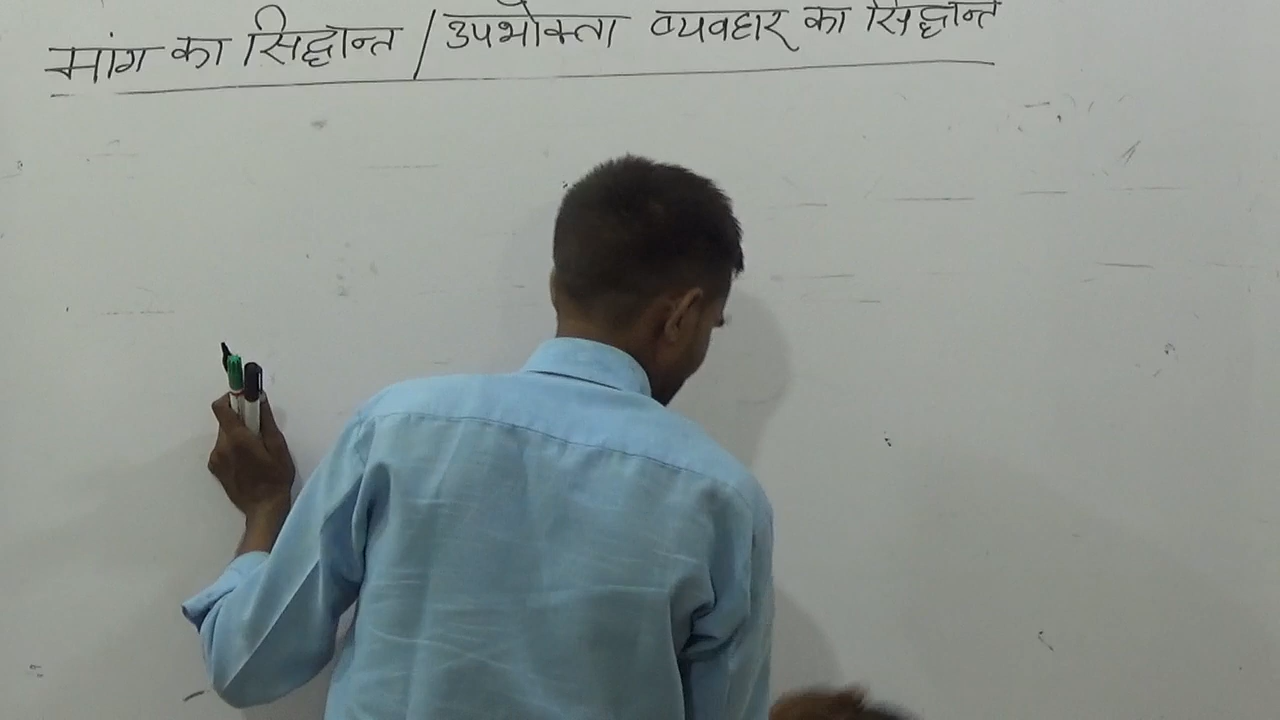 मांग का सिद्धान्त / उपभोक्ता व्यवहार का सिद्धान्त